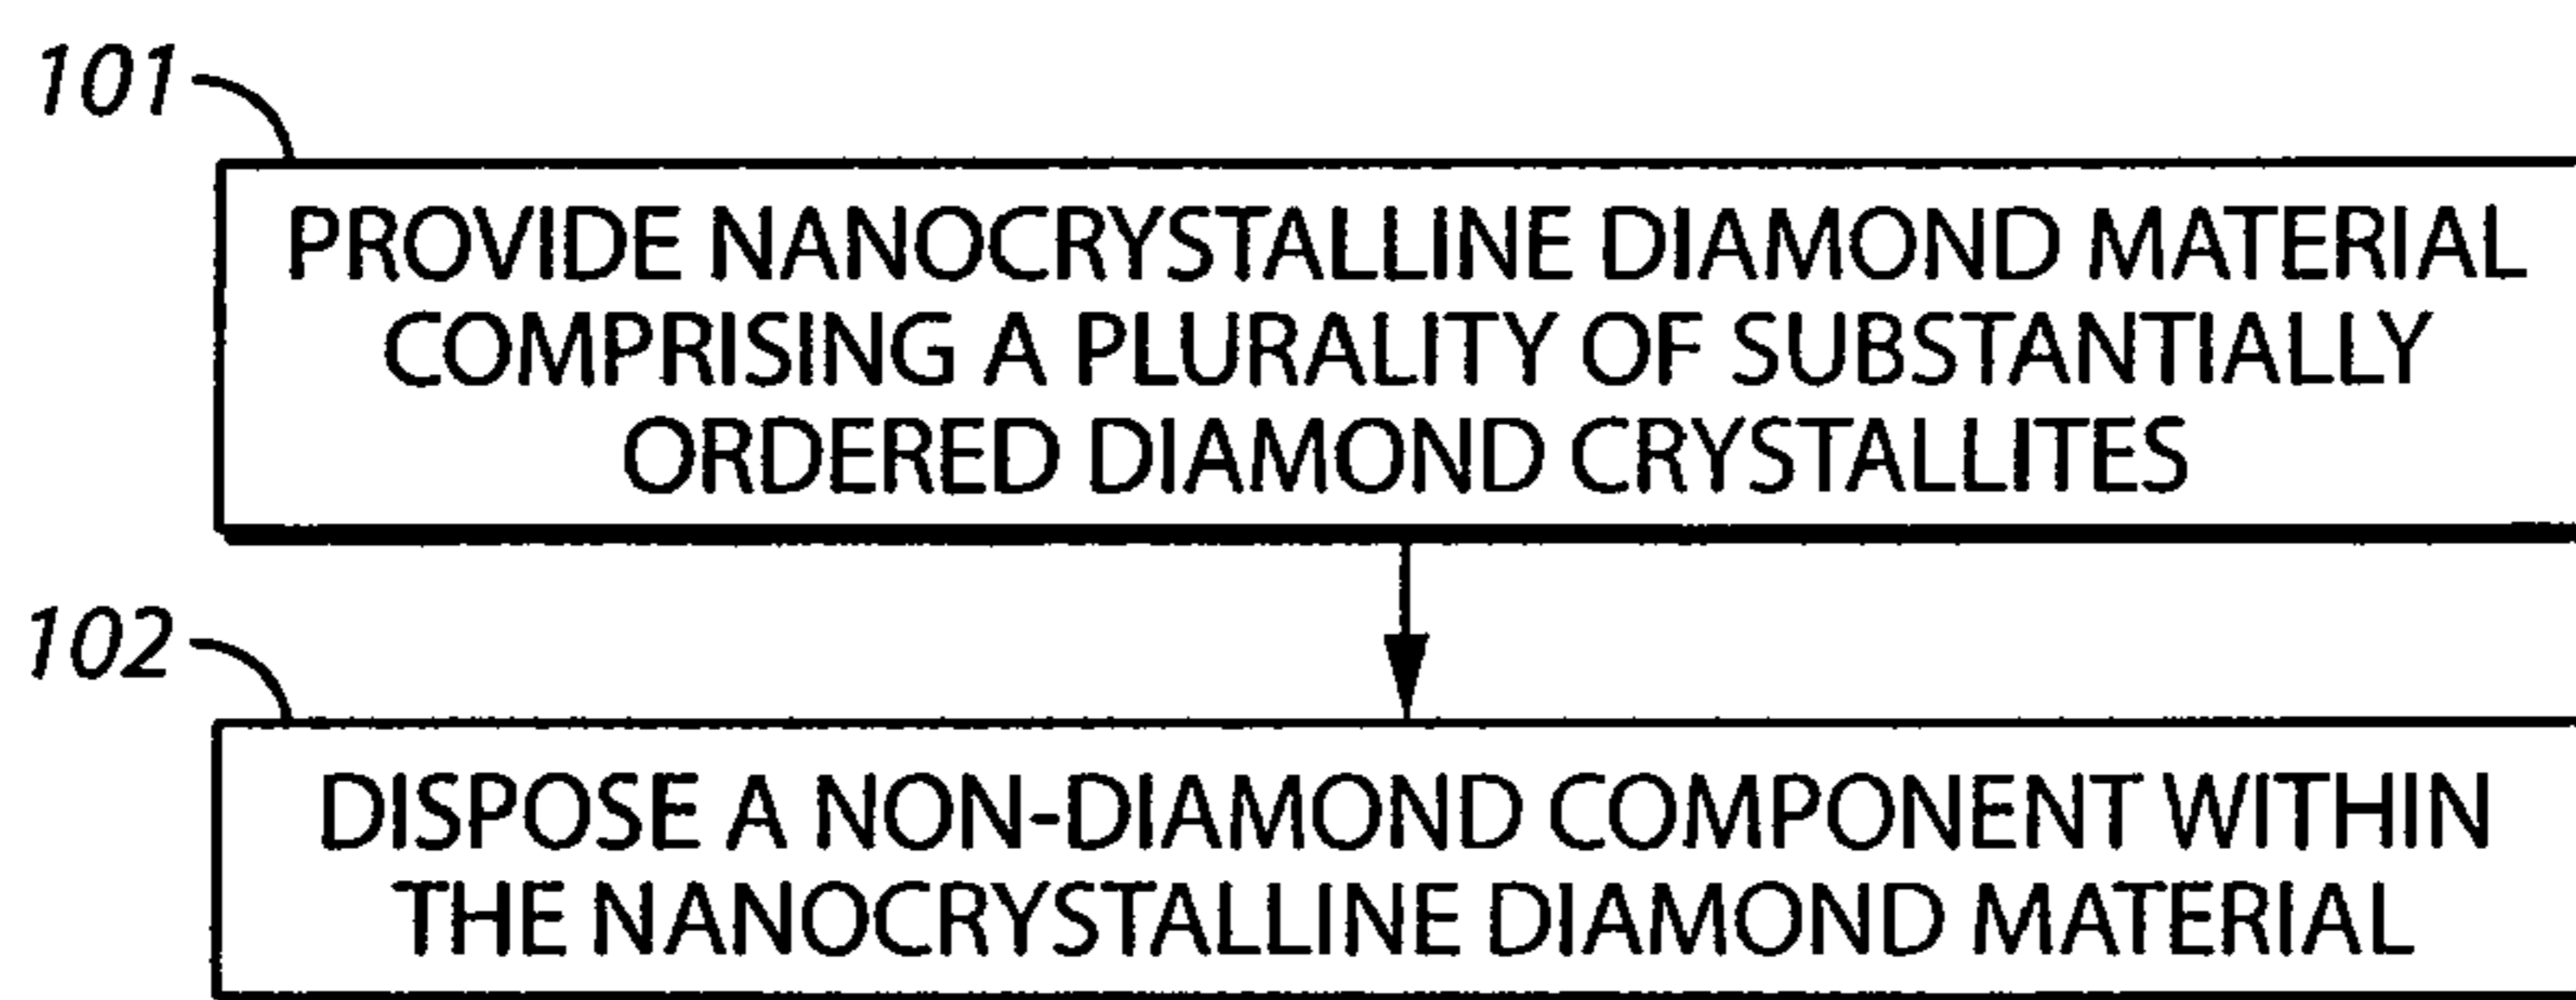 101
PROVIDE NANOCRYSTALLINE DIAMOND MATERIAL
COMPRISING A PLURALITY OF SUBSTANTIALLY
ORDERED DIAMOND CRYSTALLITES
102
DISPOSE A NON-DIAMOND COMPONENT WITHIN
THE NANOCRYSTALLINE DIAMOND MATERIAL